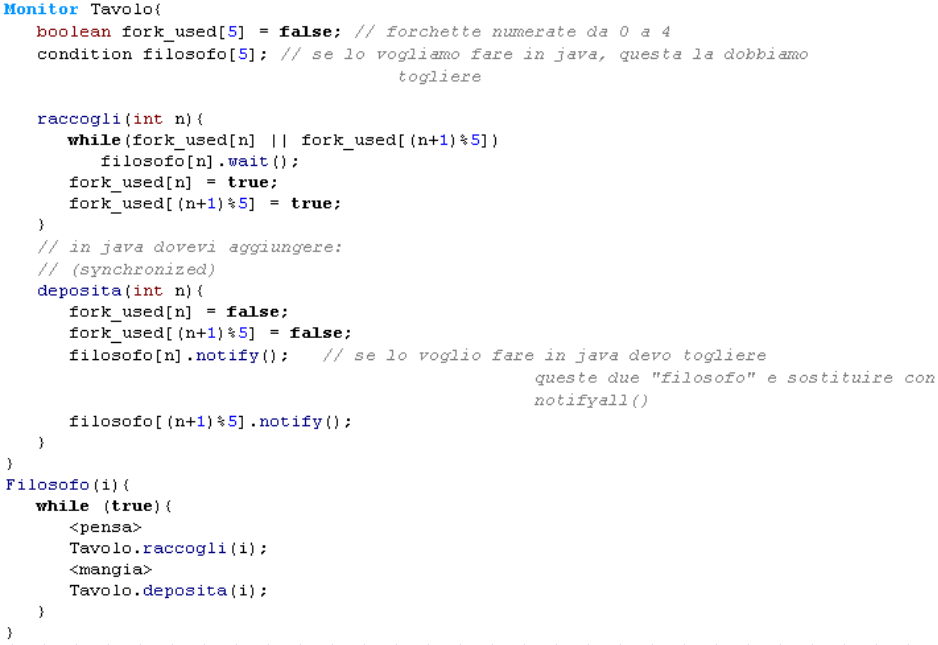 Monitor Tavolo{
boolean fork_used[5] = false; // forchette numerate da 0 a 4
condition filosofo[5]; // se lo vogliamo fare in java, questa la dobbiamo
togliere
raccogli(int n){
while(fork_used[n] || fork_used[(n+1)%5])
filosofo[n].wait();
fork_used[n] = true;
fork_used[(n+1)%5] = true;
}
// in java dovevi aggiungere:
// (synchronized)
deposita(int n){
fork_used[n] = false;
fork_used[(n+1)%5] = false;
filosofo[n].notify(); // se lo voglio fare in java devo togliere
queste due "filosofo" e sostituire con
notifyall()
filosofo[(n+1)%5].notify();
}
}
Filosofo(i){
while (true){
<pensa>
Tavolo.raccogli(i);
<mangia>
Tavolo.deposita(i);
}
}